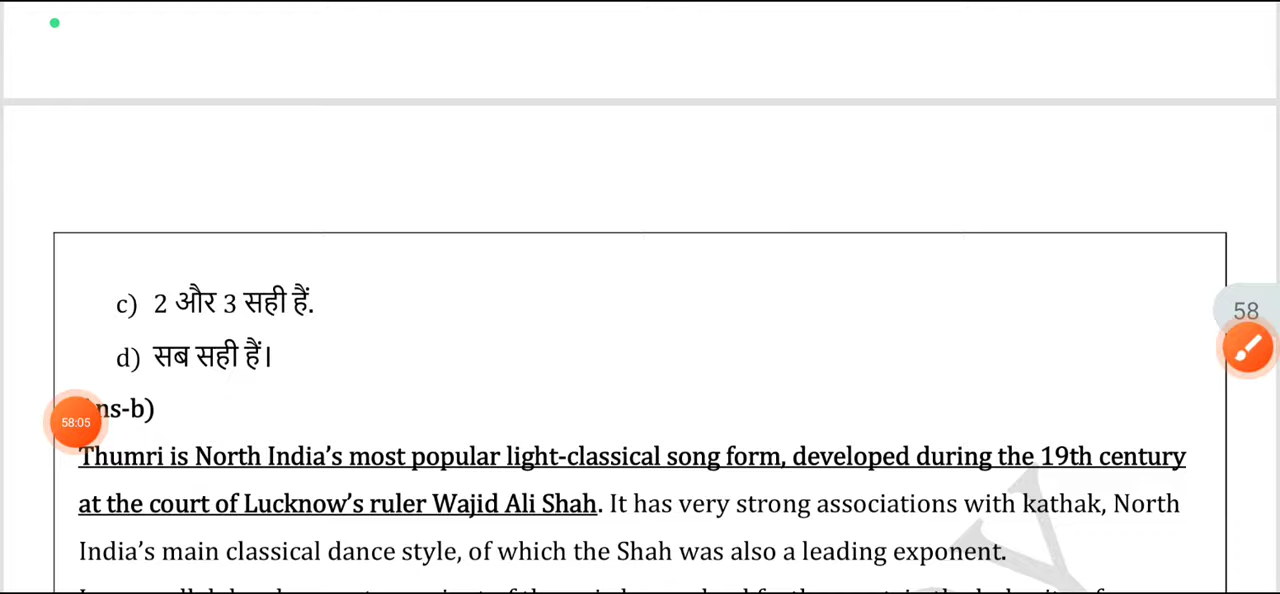 c) 2 और 3 सही हैं.
58
d) सब सही हैं।
ns-b)
58:05
Thumri is North India’s most popular light-classical song form, developed during the 19th century
at the court of Lucknow’s ruler Wajid Ali Shah. It has very strong associations with kathak, North
India’s main classical dance style, of which the Shah was also a leading exponent.